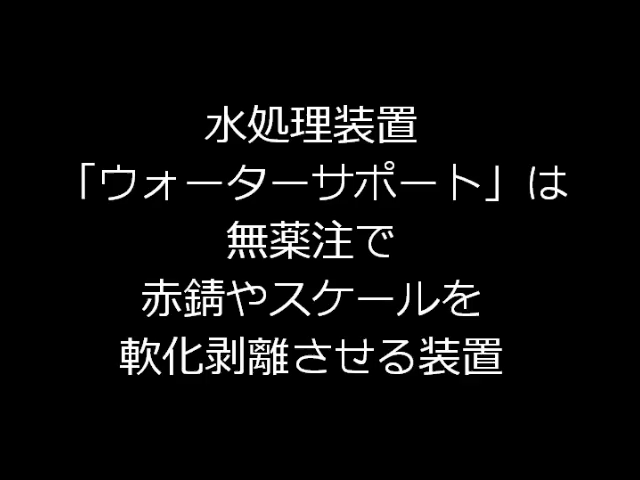 水処理装置
「ウォーターサポート」は
無薬注で
赤錆やスケールを
軟化剥離させる装置